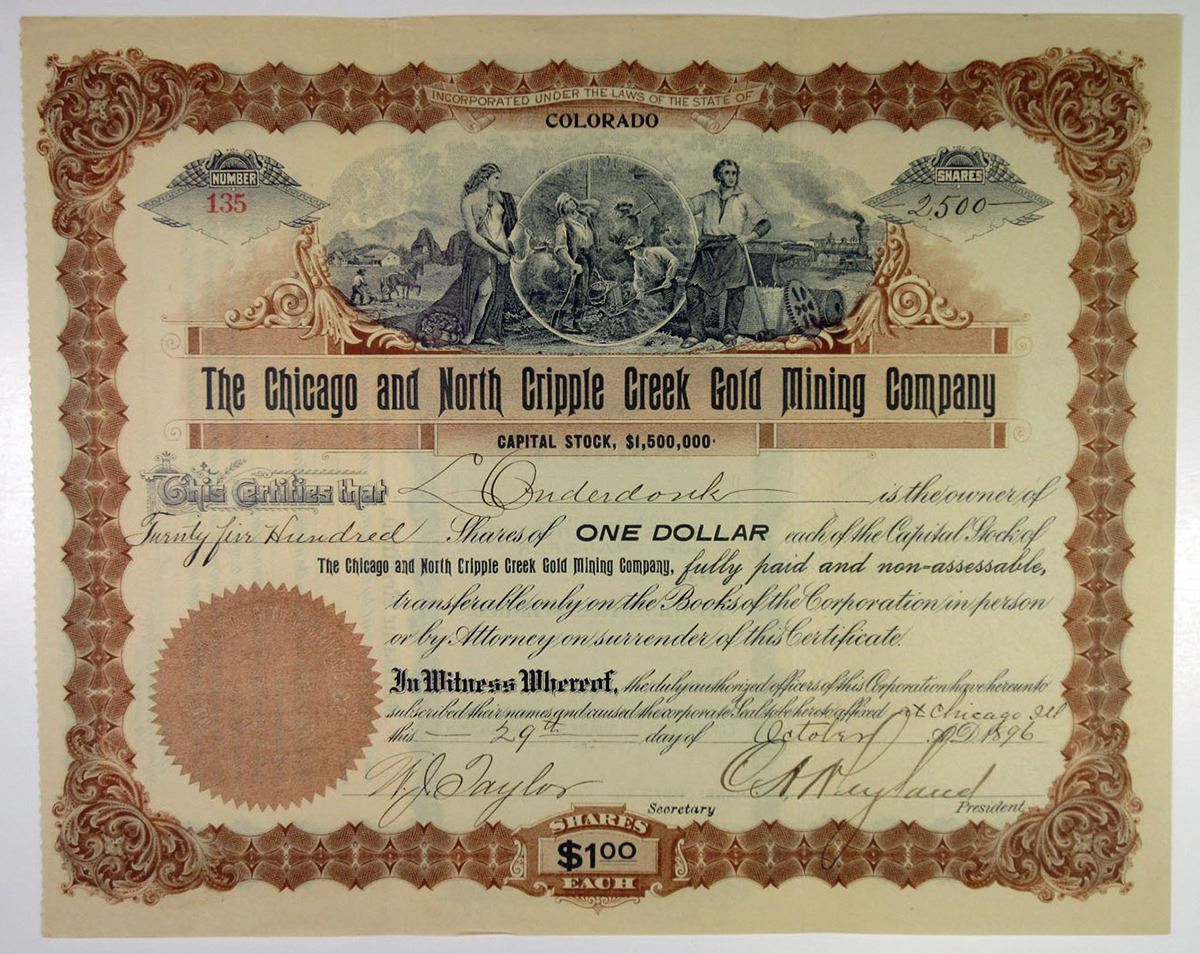 INCORPORATED UNDER THE LAWS OF THE STATE OF
COLORADO
NUMBER
135
SHARES
2500
The Chicago and North Cripple Creek Gold Mining Company
CAPITAL STOCK, $1,500,000.
This Certifies that L Onderdonk is the owner of
Twenty five Hundred Shares of ONE DOLLAR each of the Capital Stock of
The Chicago and North Cripple Creek Gold Mining Company, fully paid and non-assessable,
transferable only on the Books of the Corporation in person
or by Attorney on surrender of this Certificate.
In Witness Whereof, the duly authorized officers of this Corporation have hereunto
subscribed their names and caused the corporate Seal to be hereto affixed at Chicago Ill
this 29th day of October A.D. 1896
W. J. Taylor
Secretary
President
SHARES
$1.00
EACH